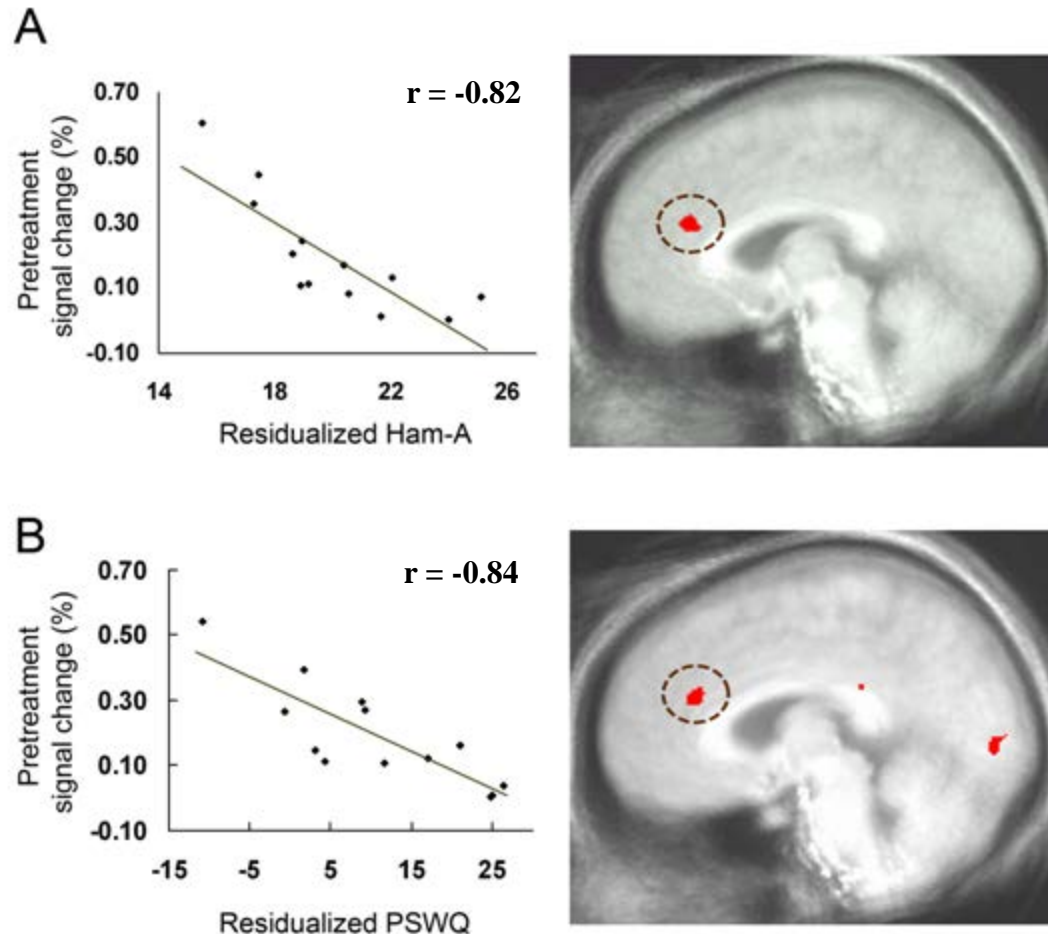 A
r = -0.82
Pretreatment
signal change (%)
0.70
0.50
0.30
0.10
-0.10
14 18 22 26
Residualized Ham-A
B
r = -0.84
Pretreatment
signal change (%)
0.70
0.50
0.30
0.10
-0.10
-15 -5 5 15 25
Residualized PSWQ